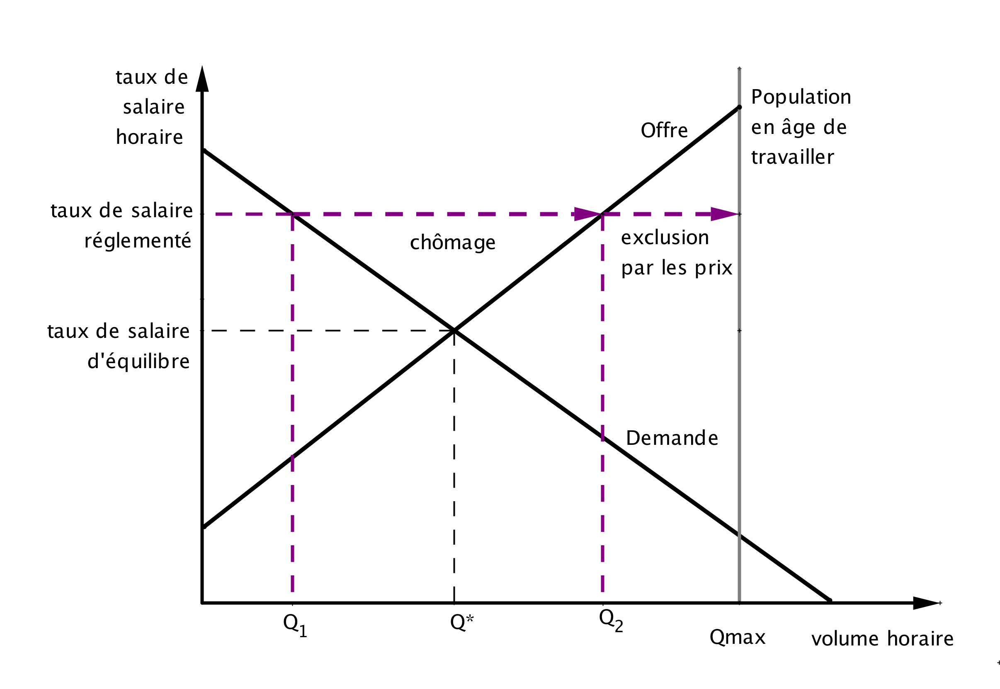 taux de
salaire
horaire
Population
en âge de
travailler
Offre
taux de salaire
réglementé
chômage
exclusion
par les prix
taux de salaire
d'équilibre
Demande
Q1
Q*
Q2
Qmax
volume horaire